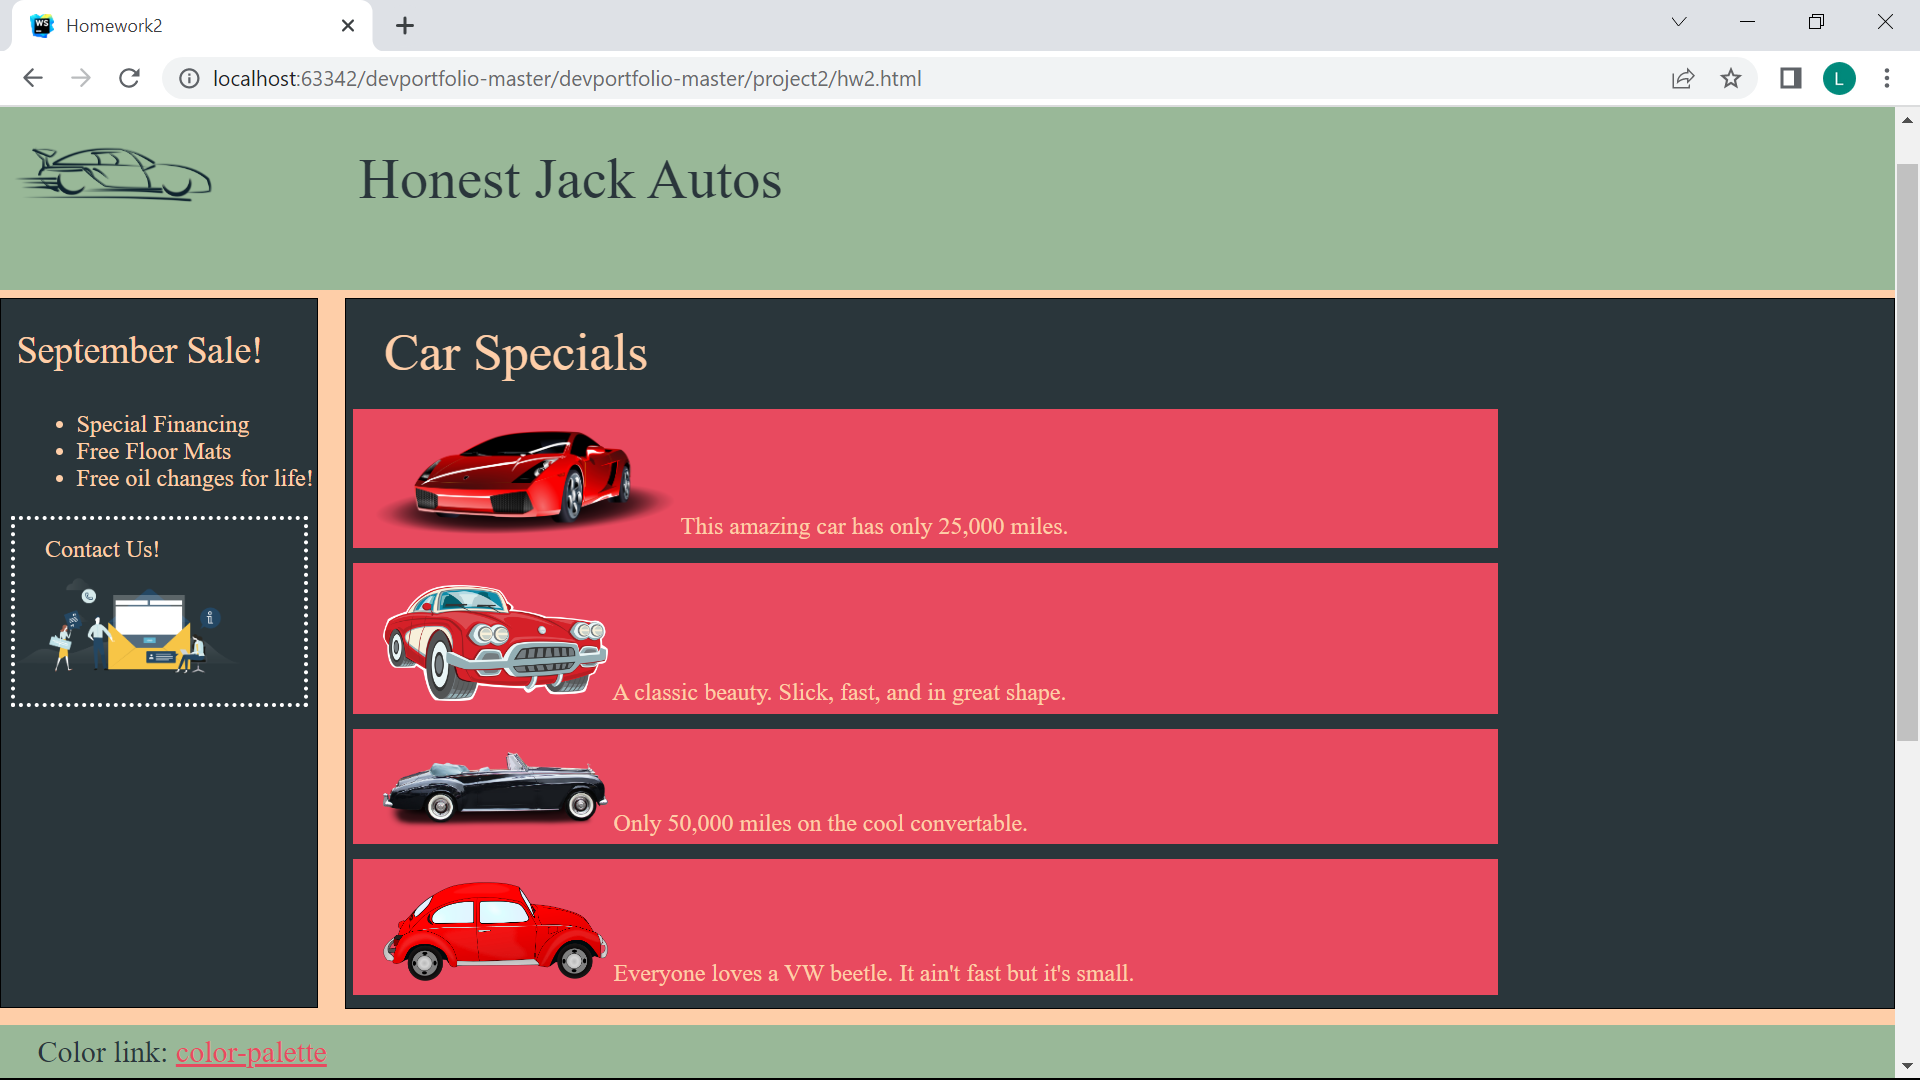 WS
Homework2
localhost:63342/devportfolio-master/devportfolio-master/project2/hw2.html
L
Honest Jack Autos
September Sale!
• Special Financing
• Free Floor Mats
• Free oil changes for life!
Contact Us!
Car Specials
This amazing car has only 25,000 miles.
A classic beauty. Slick, fast, and in great shape.
Only 50,000 miles on the cool convertable.
Everyone loves a VW beetle. It ain't fast but it's small.
Color link: color-palette